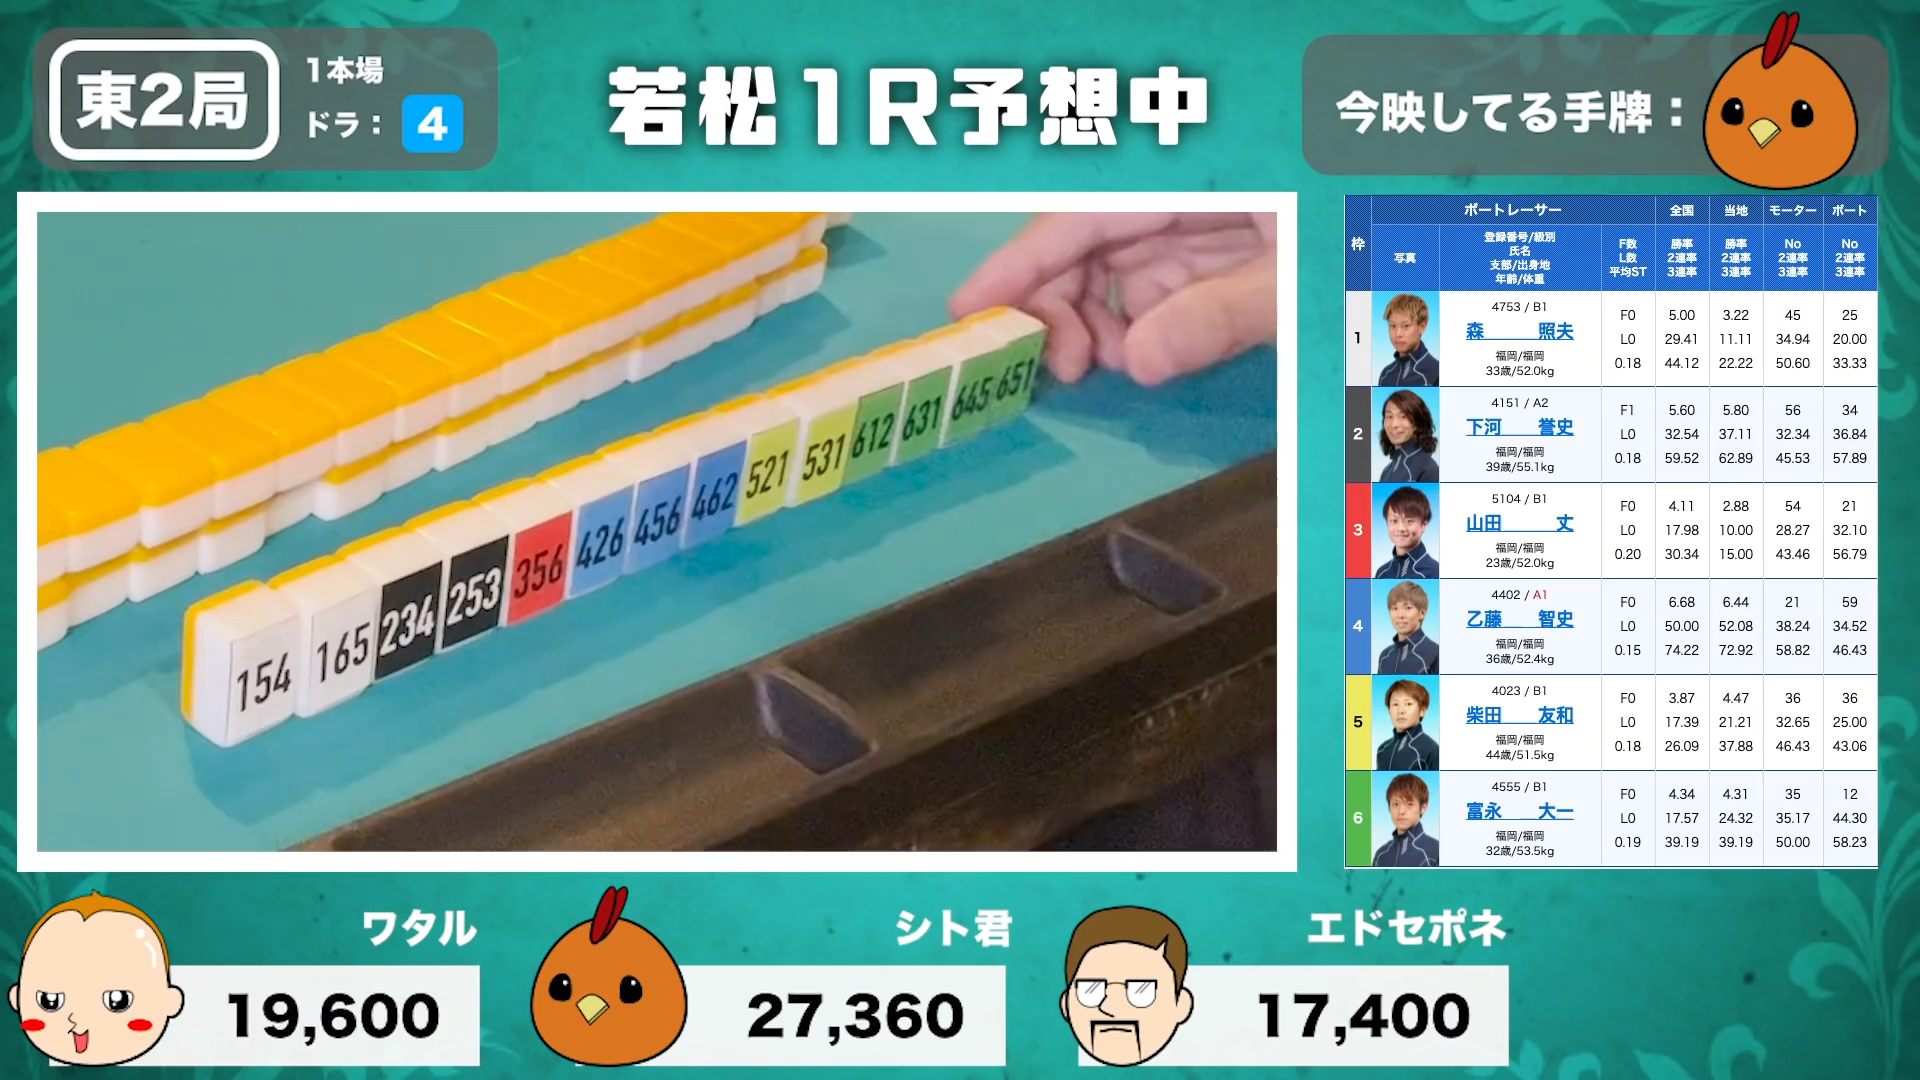 東2局
1本場
ドラ： 4
若松1R予想中
今映してる手牌：
154 165 234 253 356 426 456 462 521 531 612 631 645 651
枠 ボートレーサー 全国 当地 モーター ボート
写真 登録番号/級別 F数 勝率 勝率 No No
氏名 L数 2連率 2連率 2連率 2連率
支部/出身地 平均ST 3連率 3連率 3連率 3連率
年齢/体重
4753 / B1
1 森 照夫 F0 5.00 3.22 45 25
福岡/福岡 L0 29.41 11.11 34.94 20.00
33歳/52.0kg 0.18 44.12 22.22 50.60 33.33
4151 / A2
2 下河 誉史 F1 5.60 5.80 56 34
福岡/福岡 L0 32.54 37.11 32.34 36.84
39歳/55.1kg 0.18 59.52 62.89 45.53 57.89
5104 / B1
3 山田 丈 F0 4.11 2.88 54 21
福岡/福岡 L0 17.98 10.00 28.27 32.10
23歳/52.0kg 0.20 30.34 15.00 43.46 56.79
4402 / A1
4 乙藤 智史 F0 6.68 6.44 21 59
福岡/福岡 L0 50.00 52.08 38.24 34.52
36歳/52.4kg 0.15 74.22 72.92 58.82 46.43
4023 / B1
5 柴田 友和 F0 3.87 4.47 36 36
福岡/福岡 L0 17.39 21.21 32.65 25.00
44歳/51.5kg 0.18 26.09 37.88 46.43 43.06
4555 / B1
6 富永 大一 F0 4.34 4.31 35 12
福岡/福岡 L0 17.57 24.32 35.17 44.30
32歳/53.5kg 0.19 39.19 39.19 50.00 58.23
ワタル
19,600
シト君
27,360
エドセポネ
17,400